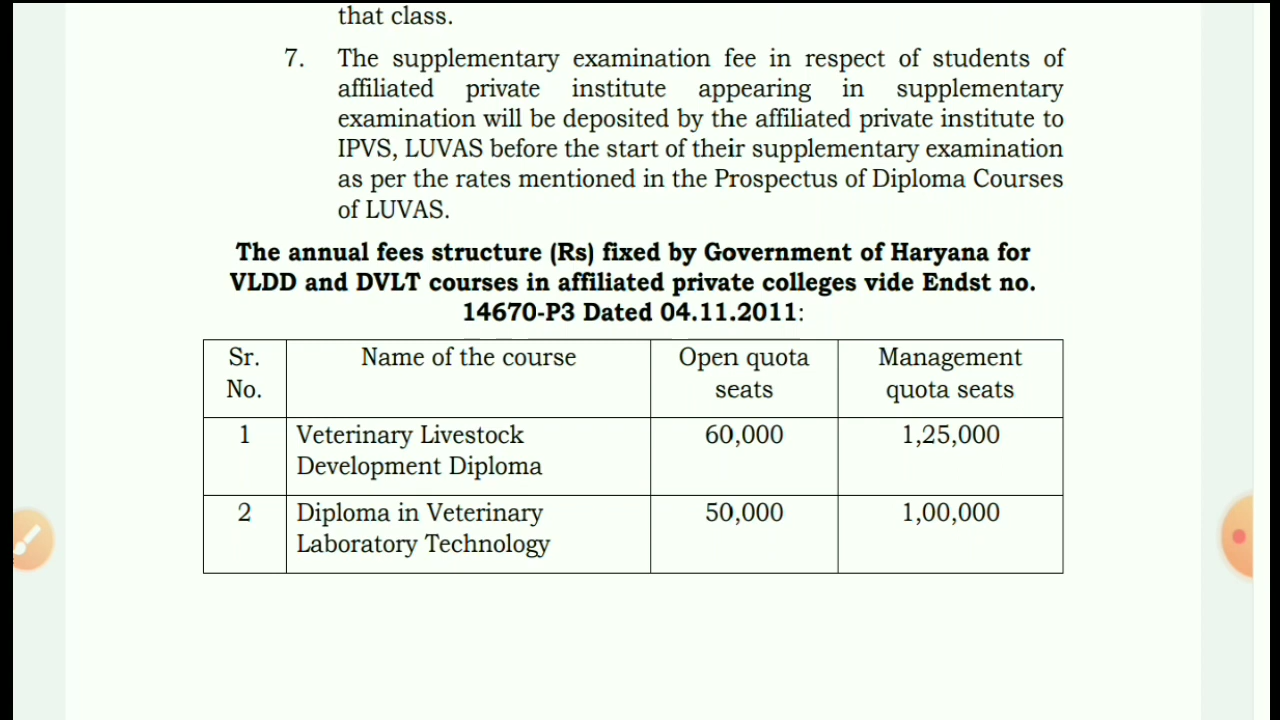 that class.
7. The supplementary examination fee in respect of students of
affiliated private institute appearing in supplementary
examination will be deposited by the affiliated private institute to
IPVS, LUVAS before the start of their supplementary examination
as per the rates mentioned in the Prospectus of Diploma Courses
of LUVAS.
The annual fees structure (Rs) fixed by Government of Haryana for
VLDD and DVLT courses in affiliated private colleges vide Endst no.
14670-P3 Dated 04.11.2011:
Sr. No. Name of the course Open quota seats Management quota seats
1 Veterinary Livestock Development Diploma 60,000 1,25,000
2 Diploma in Veterinary Laboratory Technology 50,000 1,00,000